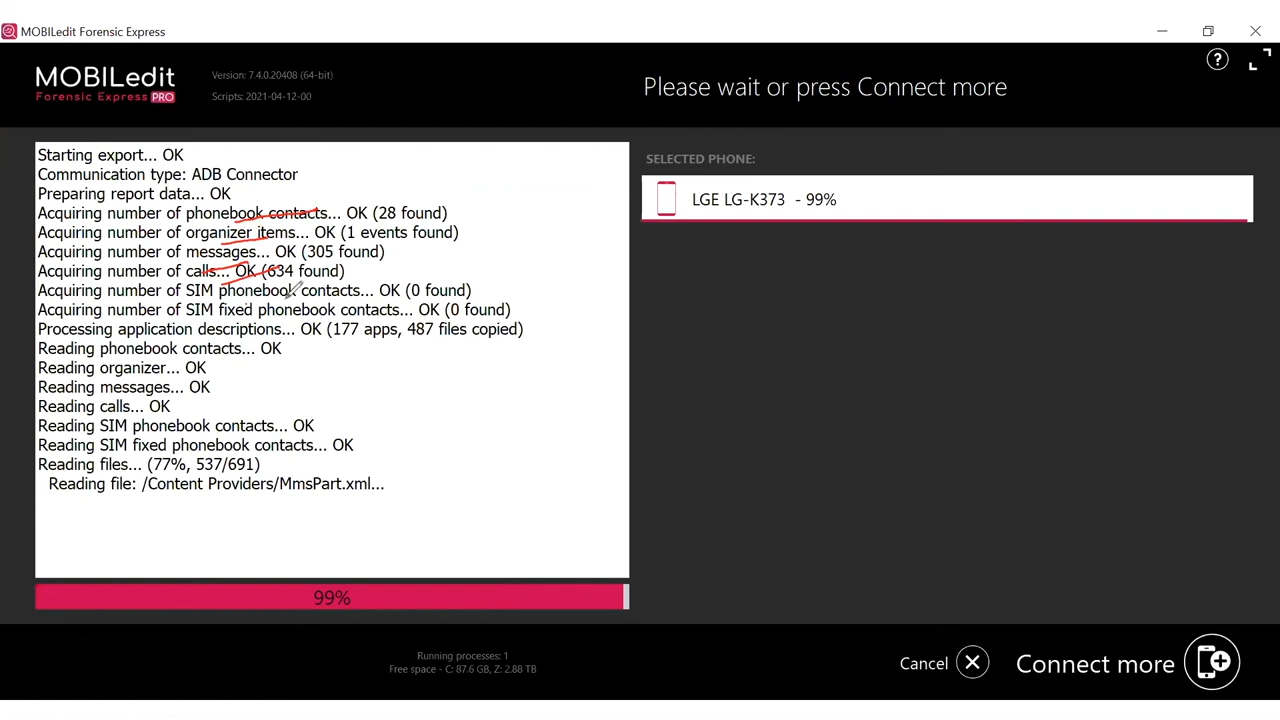 MOBILedit Forensic Express
MOBILedit
Forensic Express PRO
Version: 7.4.0.20408 (64-bit)
Scripts: 2021-04-12-00
Please wait or press Connect more
?
Starting export... OK
Communication type: ADB Connector
Preparing report data... OK
Acquiring number of phonebook contacts... OK (28 found)
Acquiring number of organizer items... OK (1 events found)
Acquiring number of messages... OK (305 found)
Acquiring number of calls... OK (634 found)
Acquiring number of SIM phonebook contacts... OK (0 found)
Acquiring number of SIM fixed phonebook contacts... OK (0 found)
Processing application descriptions... OK (177 apps, 487 files copied)
Reading phonebook contacts... OK
Reading organizer... OK
Reading messages... OK
Reading calls... OK
Reading SIM phonebook contacts... OK
Reading SIM fixed phonebook contacts... OK
Reading files... (77%, 537/691)
Reading file: /Content Providers/MmsPart.xml...
99%
SELECTED PHONE:
LGE LG-K373 - 99%
Running processes: 1
Free space - C: 87.6 GB, Z: 2.88 TB
Cancel
Connect more